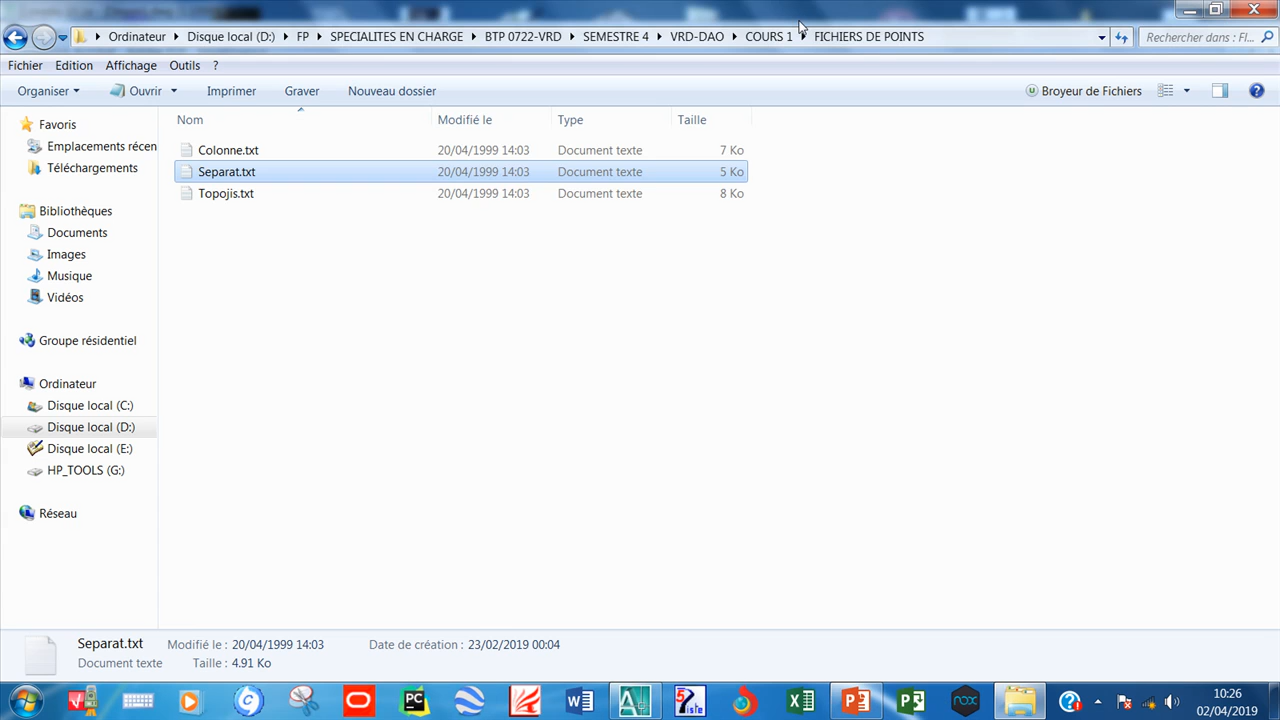 Ordinateur Disque local (D:) FP SPECIALITES EN CHARGE BTP 0722-VRD SEMESTRE 4 VRD-DAO COURS 1 FICHIERS DE POINTS
Rechercher dans : FI...
Fichier Edition Affichage Outils ?
Organiser Ouvrir Imprimer Graver Nouveau dossier Broyeur de Fichiers
Nom Modifié le Type Taille
Colonne.txt 20/04/1999 14:03 Document texte 7 Ko
Separat.txt 20/04/1999 14:03 Document texte 5 Ko
Topojis.txt 20/04/1999 14:03 Document texte 8 Ko
Favoris
Emplacements récen
Téléchargements
Bibliothèques
Documents
Images
Musique
Vidéos
Groupe résidentiel
Ordinateur
Disque local (C:)
Disque local (D:)
Disque local (E:)
HP_TOOLS (G:)
Réseau
Separat.txt Modifié le : 20/04/1999 14:03 Date de création : 23/02/2019 00:04
Document texte Taille : 4.91 Ko
10:26
02/04/2019